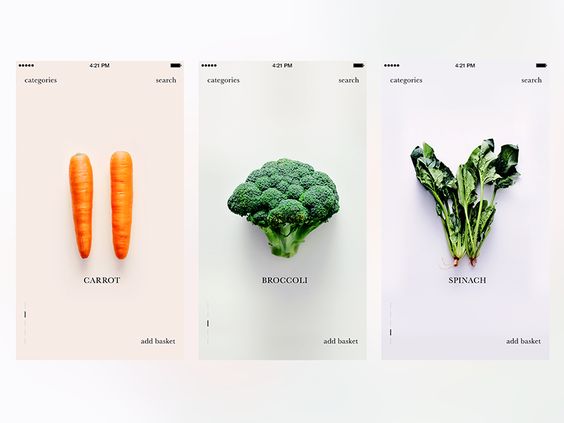 4:21 PM
categories search
CARROT
add basket
4:21 PM
categories search
BROCCOLI
add basket
4:21 PM
categories search
SPINACH
add basket